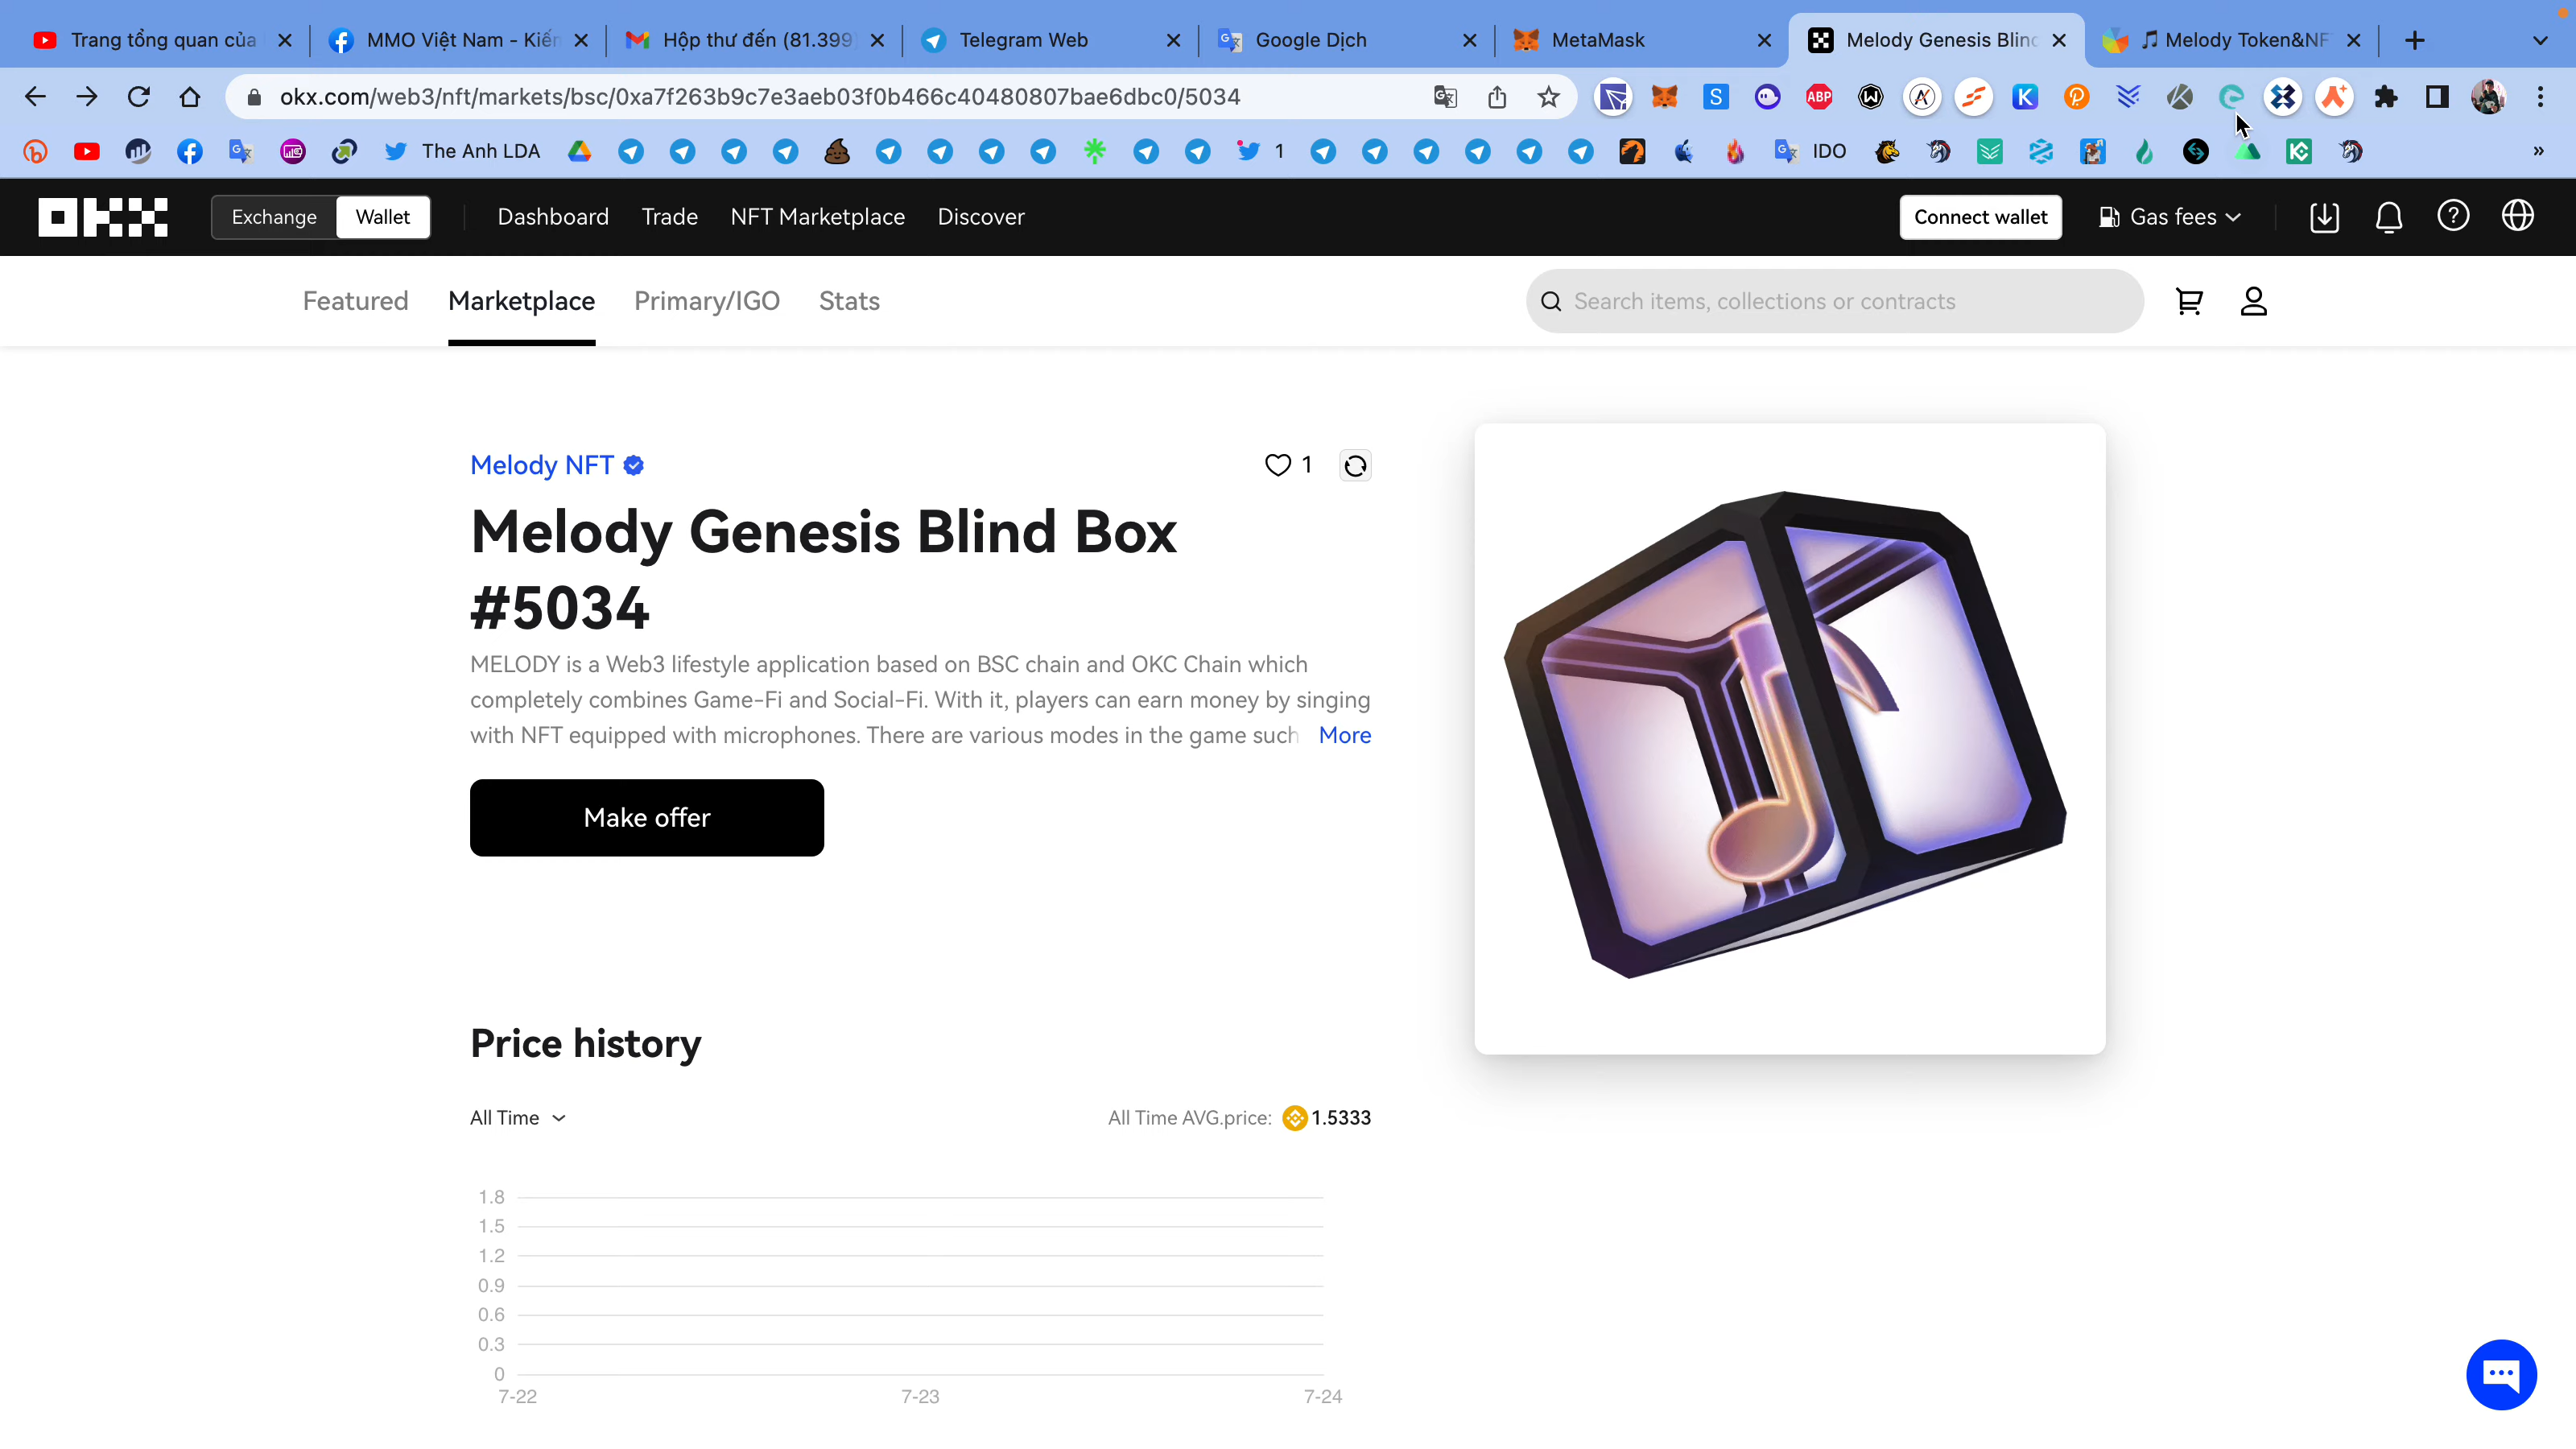 Trang tổng quan của
MMO Việt Nam - Kiến
Hộp thư đến (81.399)
Telegram Web
Google Dịch
MetaMask
Melody Genesis Blind
🎵 Melody Token&NF
okx.com/web3/nft/markets/bsc/0xa7f263b9c7e3aeb03f0b466c40480807bae6dbc0/5034
ABP
The Anh LDA
1
IDO
»
OKX
Exchange
Wallet
Dashboard
Trade
NFT Marketplace
Discover
Connect wallet
Gas fees
Featured
Marketplace
Primary/IGO
Stats
Search items, collections or contracts
Melody NFT
1
Melody Genesis Blind Box
#5034
MELODY is a Web3 lifestyle application based on BSC chain and OKC Chain which
completely combines Game-Fi and Social-Fi. With it, players can earn money by singing
with NFT equipped with microphones. There are various modes in the game such More
Make offer
Price history
All Time
All Time AVG.price: 1.5333
1.8
1.5
1.2
0.9
0.6
0.3
0
7-22
7-23
7-24